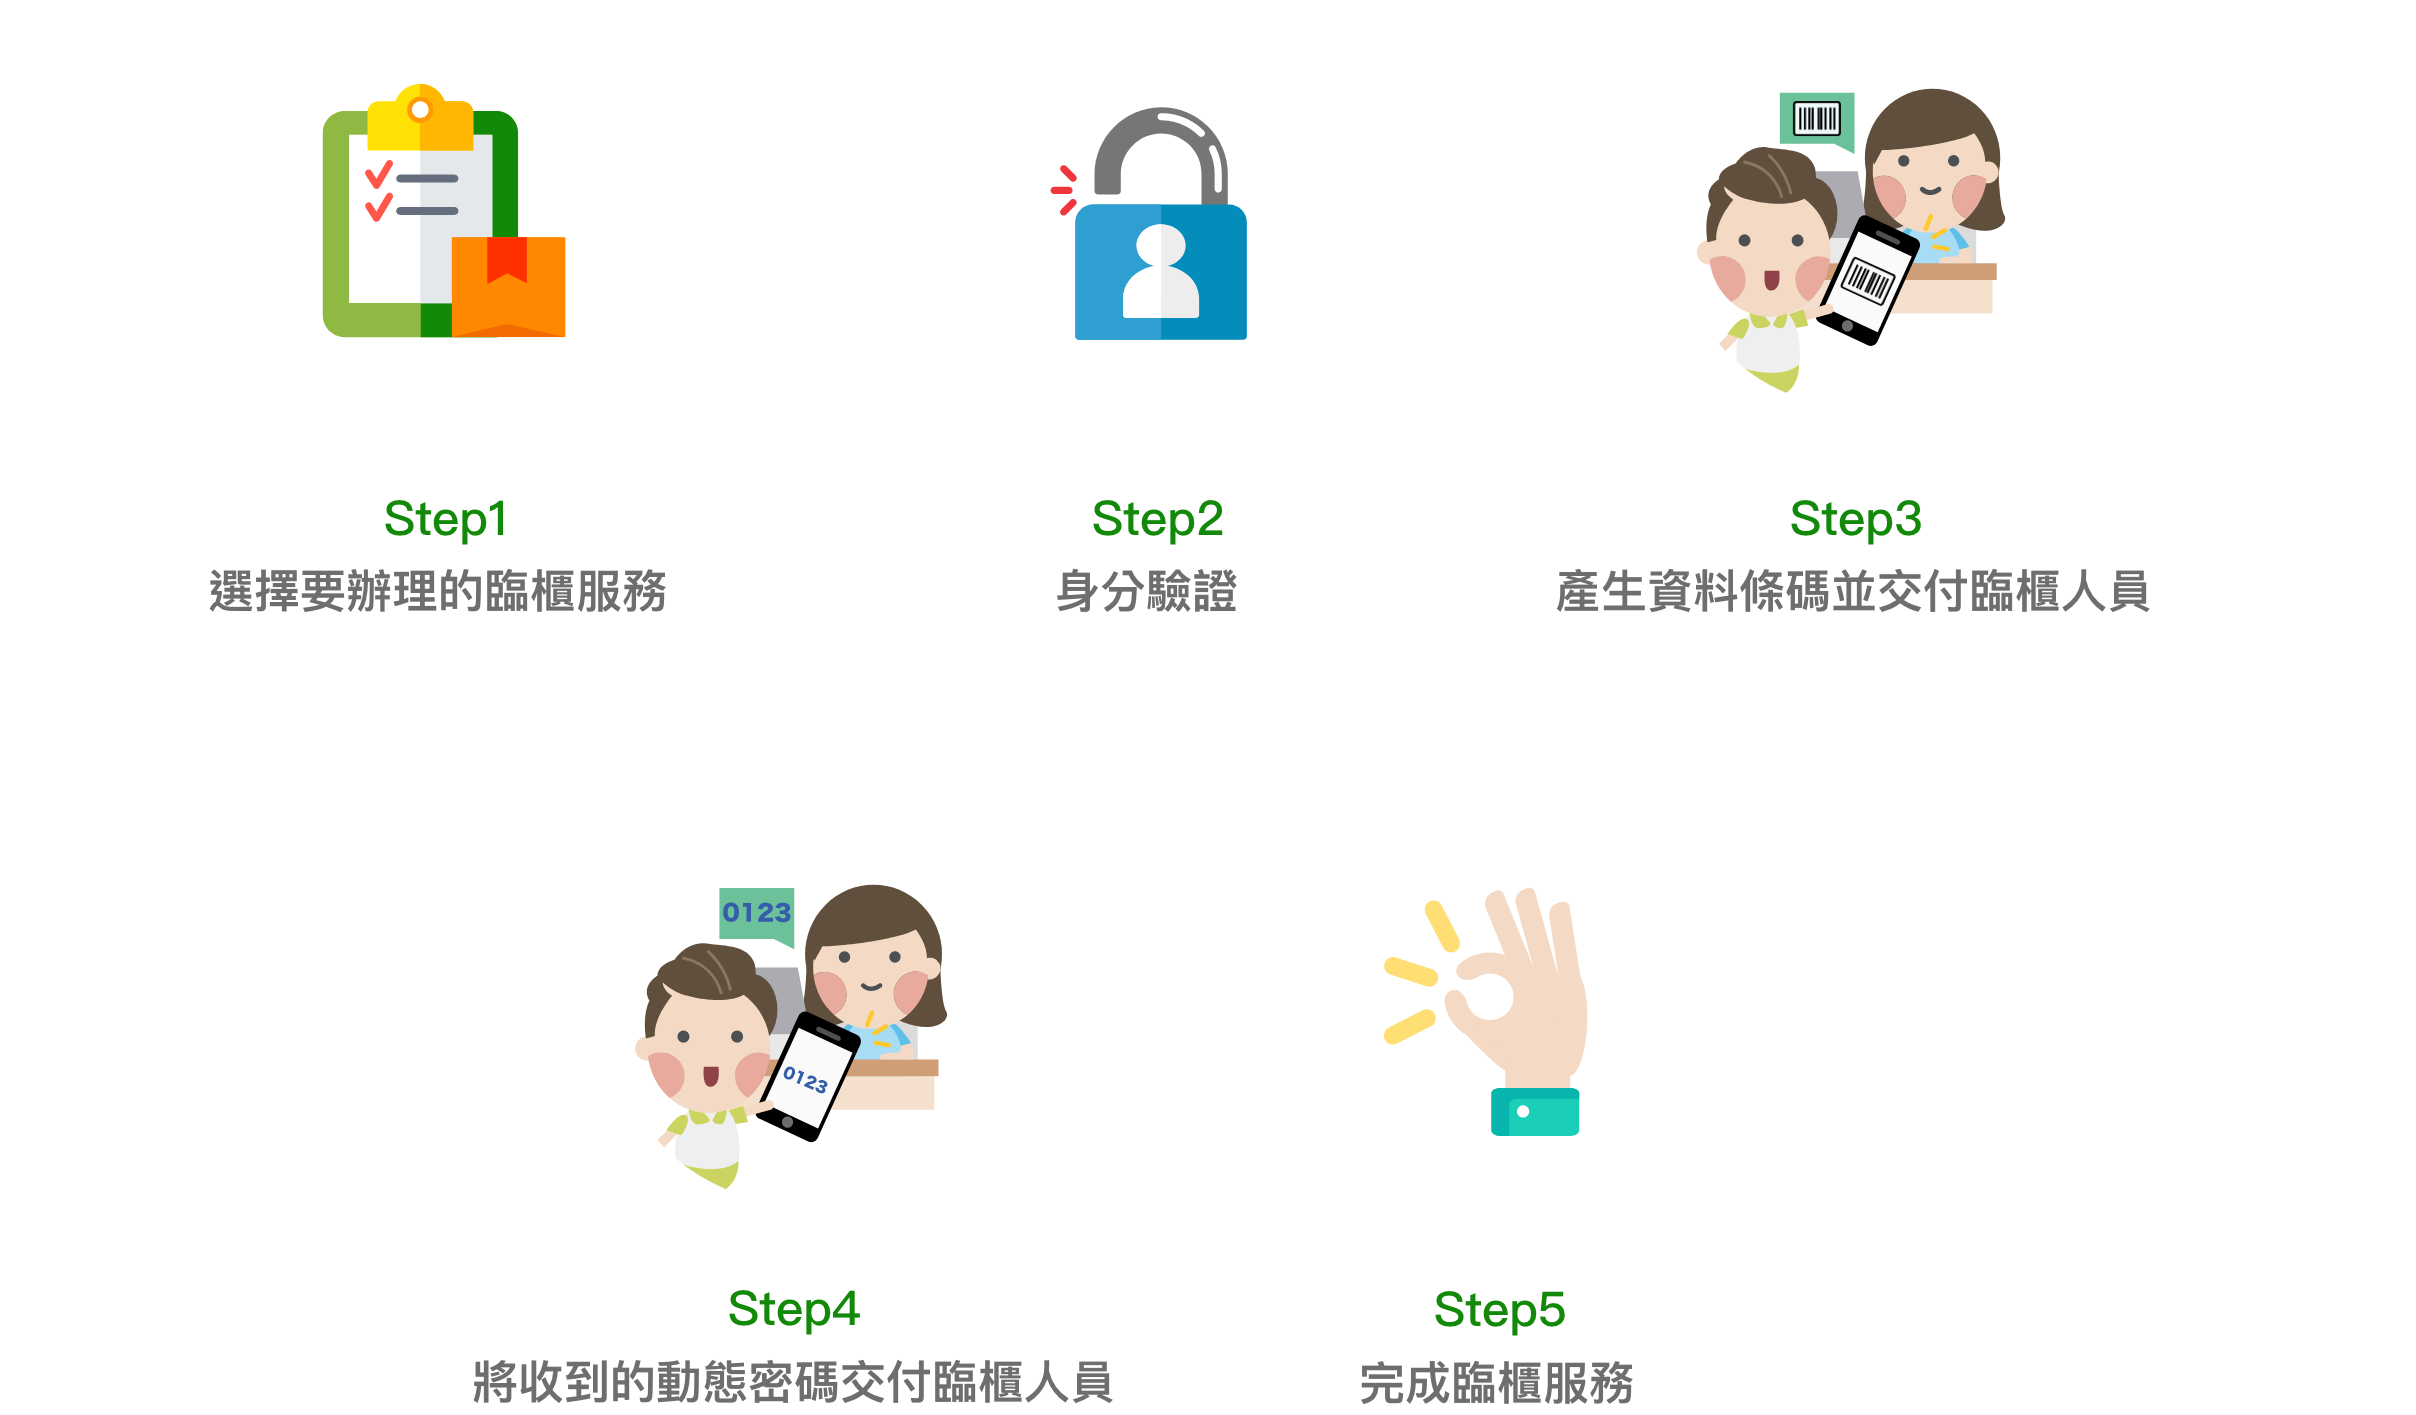 Step1
選擇要辦理的臨櫃服務
Step2
身分驗證
Step3
產生資料條碼並交付臨櫃人員
0123
0123
Step4
將收到的動態密碼交付臨櫃人員
Step5
完成臨櫃服務